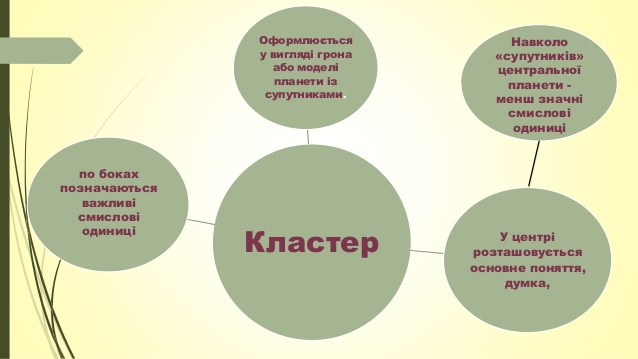 Оформлюється
у вигляді грона
або моделі
планети із
супутниками.
Навколо
«супутників»
центральної
планети -
менш значні
смислові
одиниці
по боках
позначаються
важливі
смислові
одиниці
Кластер
У центрі
розташовується
основне поняття,
думка,